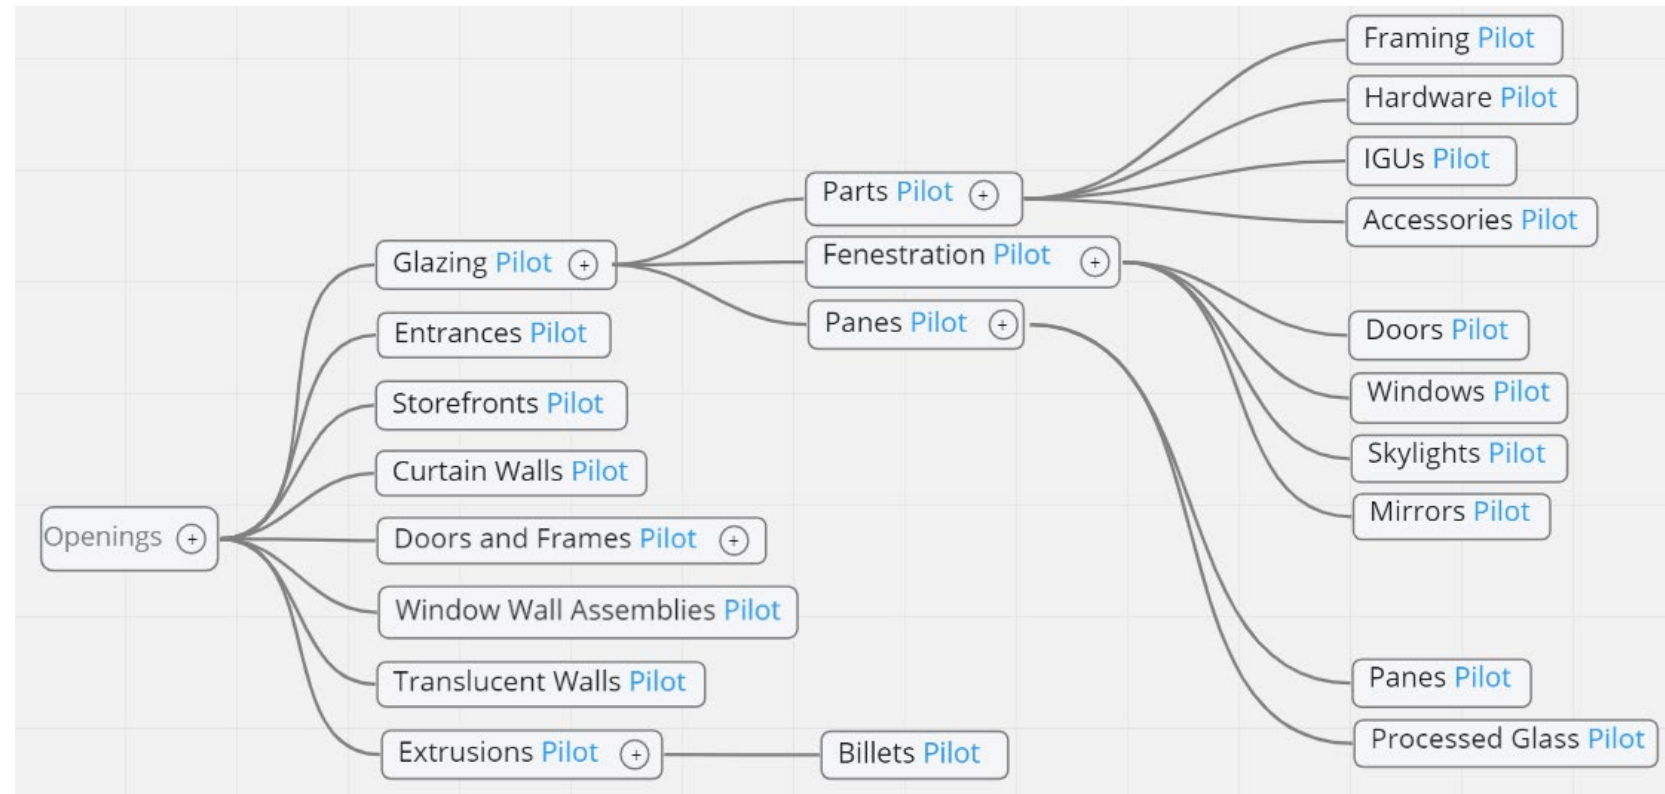 Openings +
Glazing Pilot +
Entrances Pilot
Storefronts Pilot
Curtain Walls Pilot
Doors and Frames Pilot +
Window Wall Assemblies Pilot
Translucent Walls Pilot
Extrusions Pilot +
Parts Pilot +
Fenestration Pilot +
Panes Pilot +
Billets Pilot
Framing Pilot
Hardware Pilot
IGUs Pilot
Accessories Pilot
Doors Pilot
Windows Pilot
Skylights Pilot
Mirrors Pilot
Panes Pilot
Processed Glass Pilot